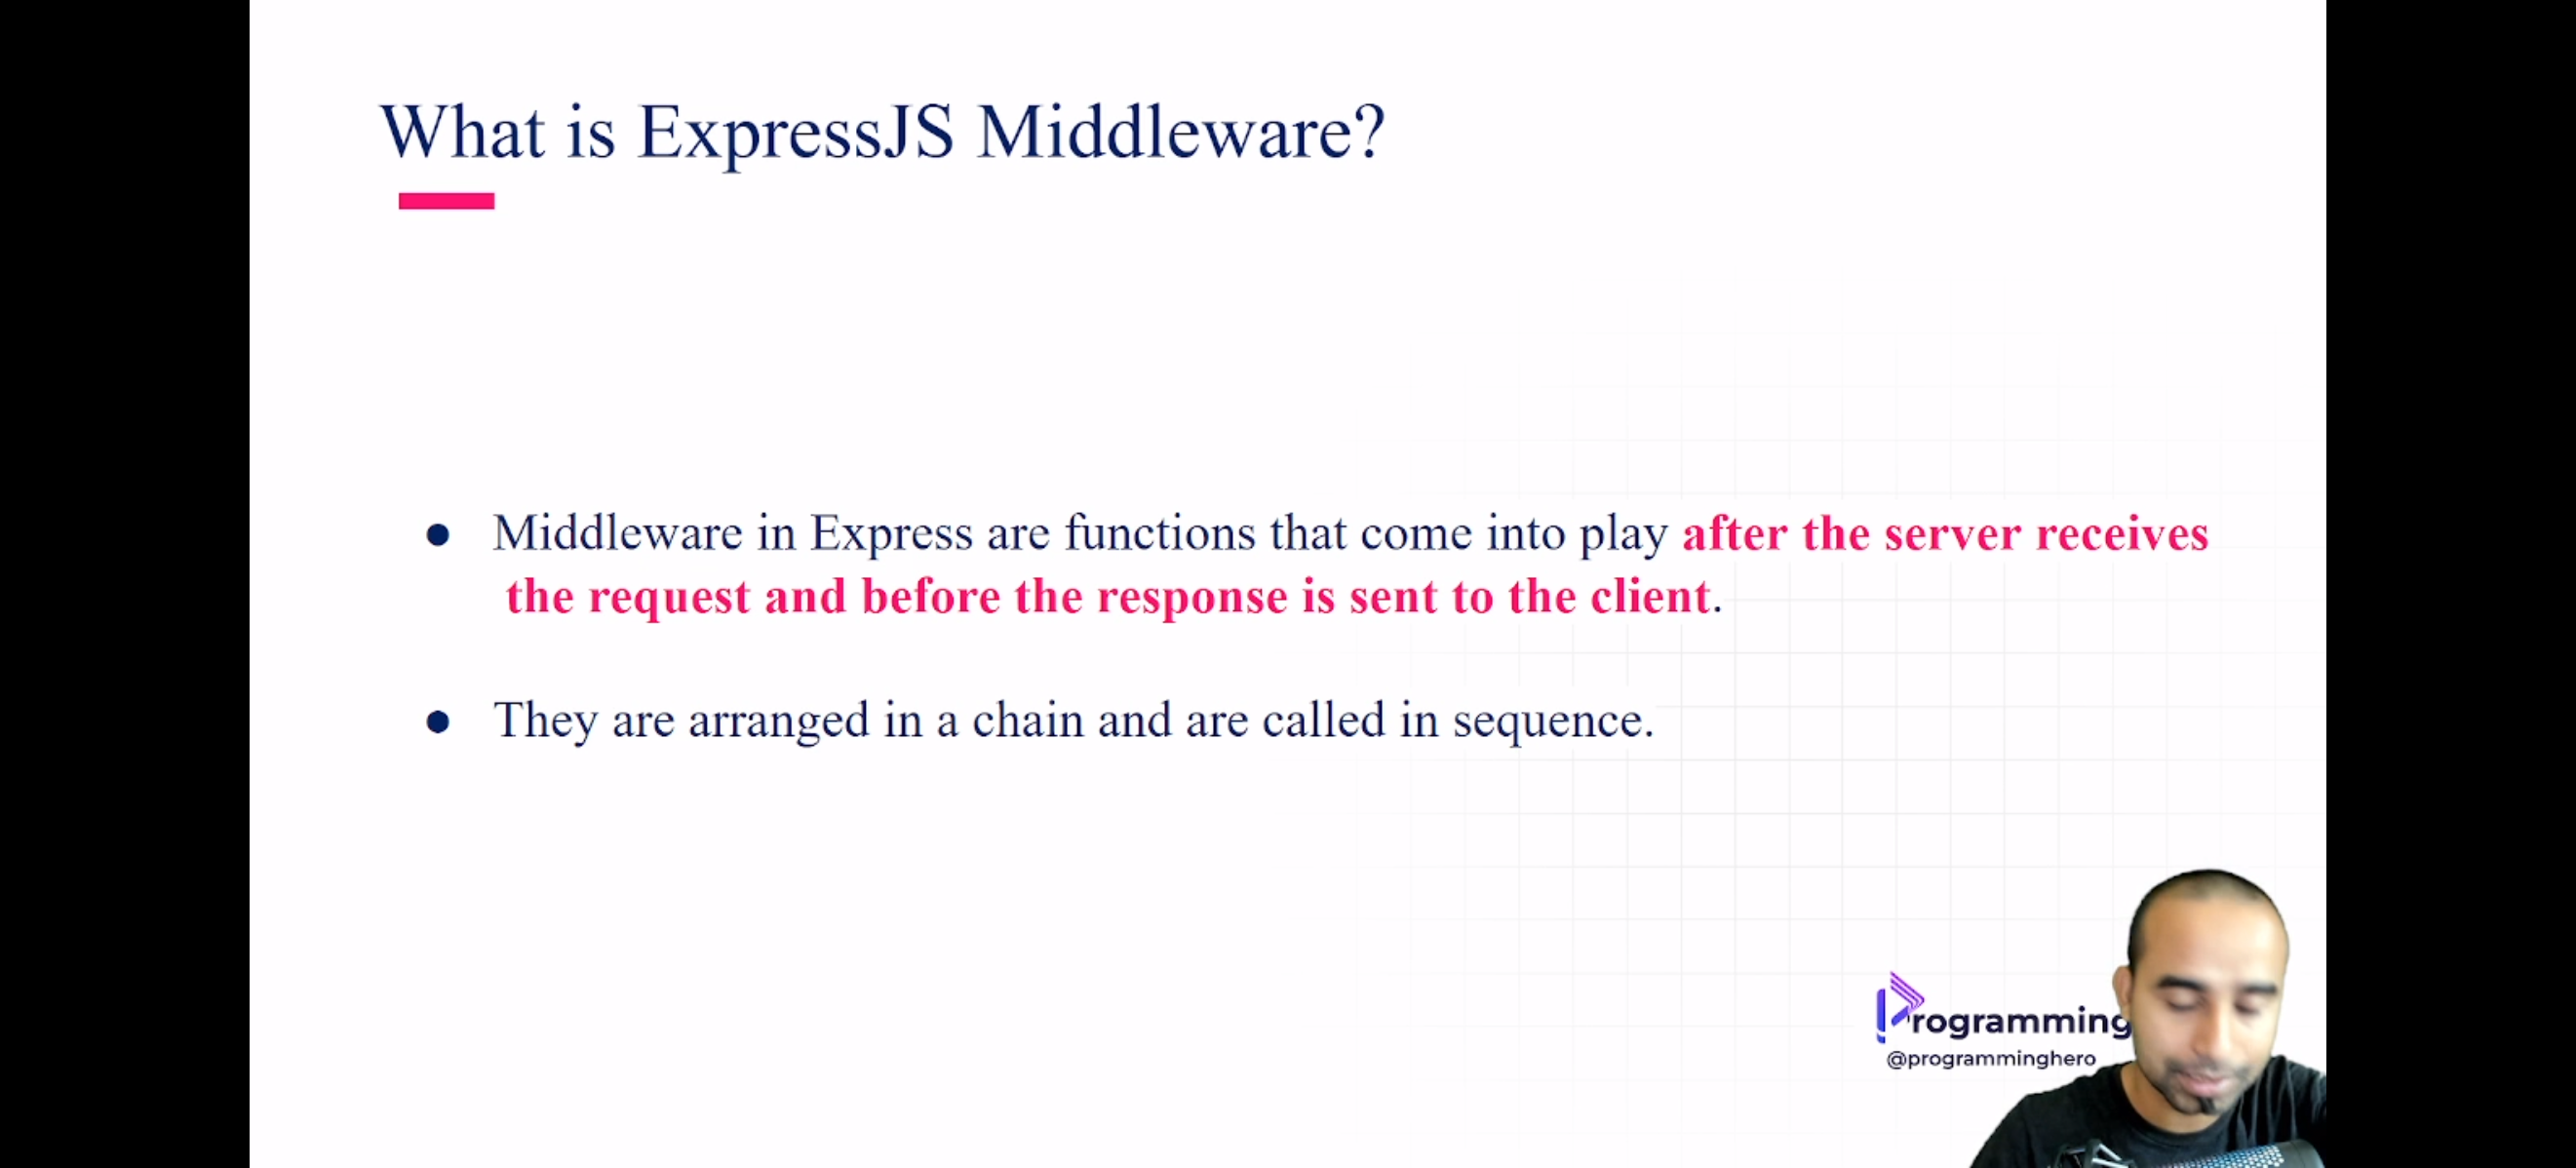 What is ExpressJS Middleware?
● Middleware in Express are functions that come into play after the server receives
the request and before the response is sent to the client.
● They are arranged in a chain and are called in sequence.
Programming
@programminghero